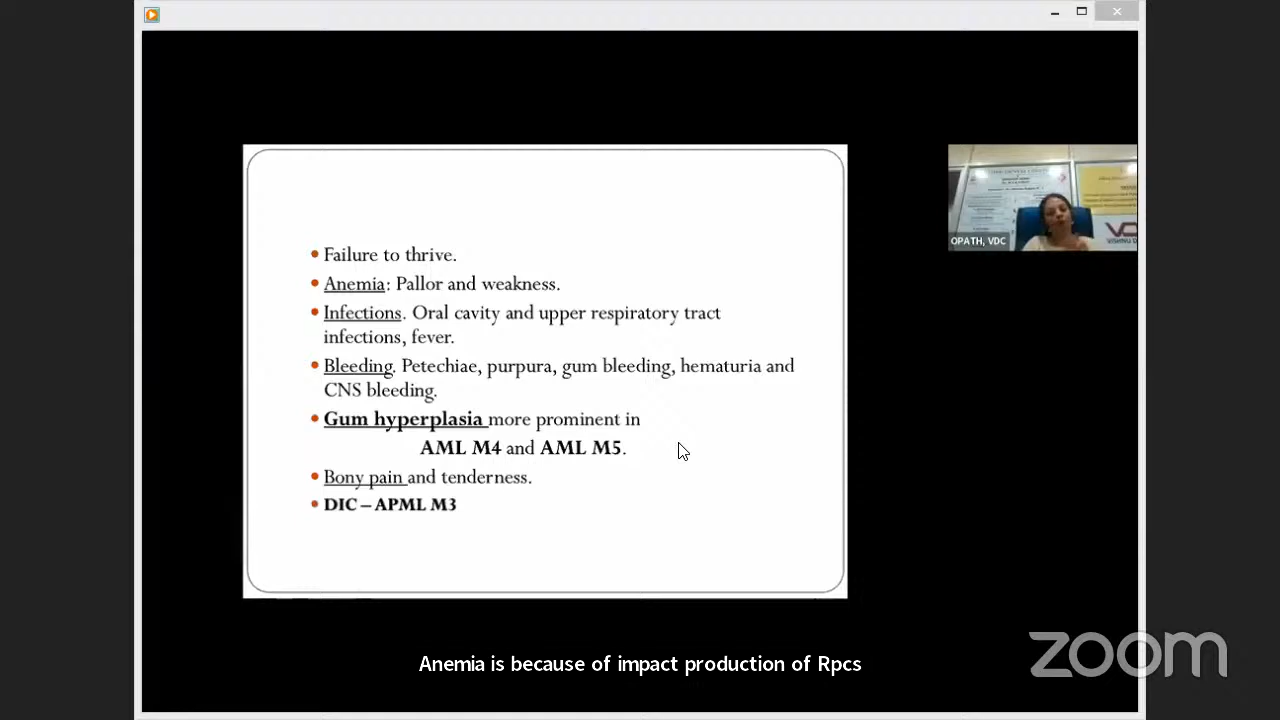 • Failure to thrive.
• Anemia: Pallor and weakness.
• Infections. Oral cavity and upper respiratory tract
infections, fever.
• Bleeding. Petechiae, purpura, gum bleeding, hematuria and
CNS bleeding.
• Gum hyperplasia more prominent in
AML M4 and AML M5.
• Bony pain and tenderness.
• DIC – APML M3
OPATH, VDC
Anemia is because of impact production of Rpcs
zoom